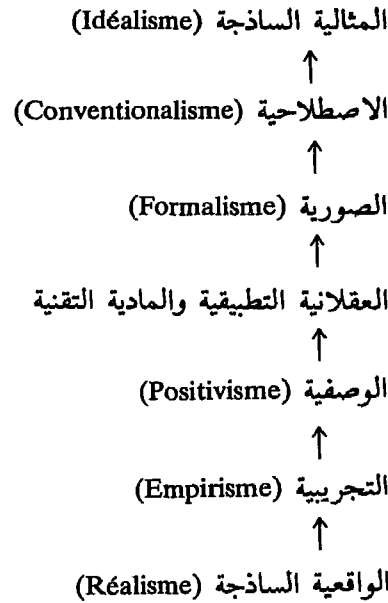 المثالية الساذجة (Idéalisme)
↑
الاصطلاحية (Conventionalisme)
↑
الصورية (Formalisme)
↑
العقلانية التطبيقية والمادية التقنية
↑
الوصفية (Positivisme)
↑
التجريبية (Empirisme)
↑
الواقعية الساذجة (Réalisme)